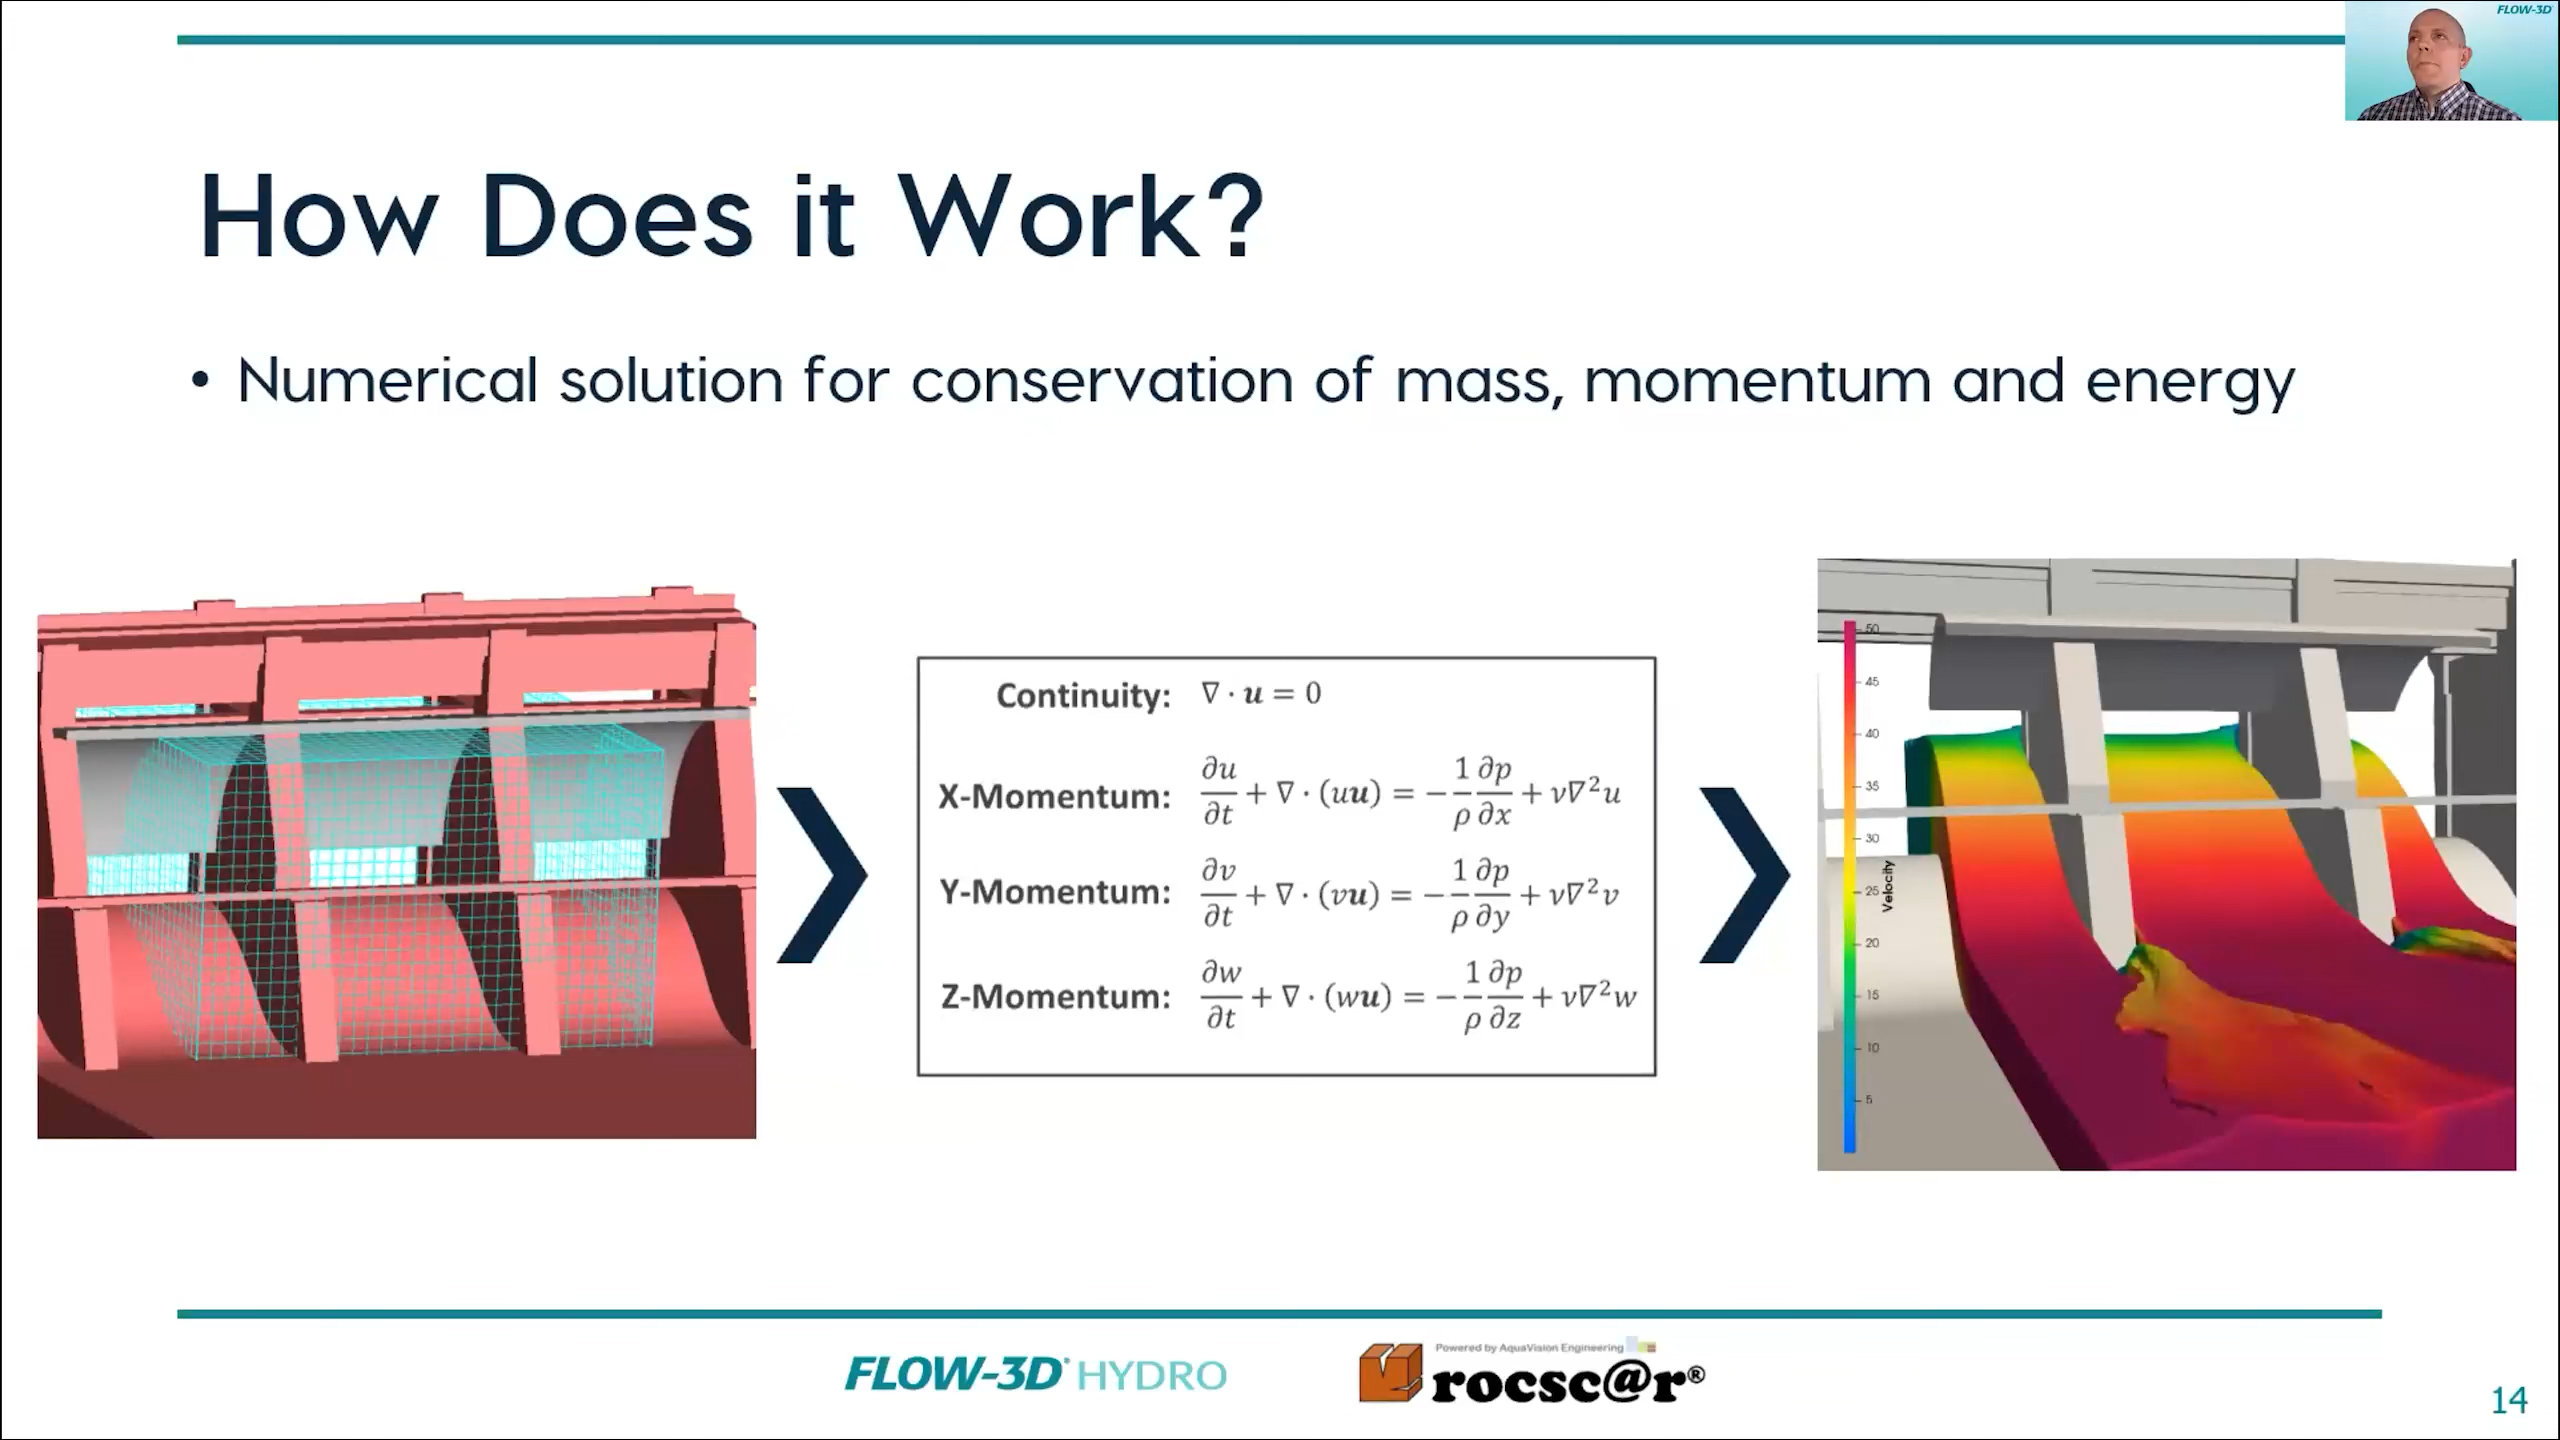 FLOW-3D
How Does it Work?
• Numerical solution for conservation of mass, momentum and energy
Continuity: ∇ · u = 0
X-Momentum: ∂u/∂t + ∇ · (uu) = −1/ρ ∂p/∂x + ν∇²u
Y-Momentum: ∂v/∂t + ∇ · (vu) = −1/ρ ∂p/∂y + ν∇²v
Z-Momentum: ∂w/∂t + ∇ · (wu) = −1/ρ ∂p/∂z + ν∇²w
50
45
40
35
30
25
20
15
10
5
Velocity
FLOW-3D® HYDRO
Powered by AquaVision Engineering
rocsc@r®
14